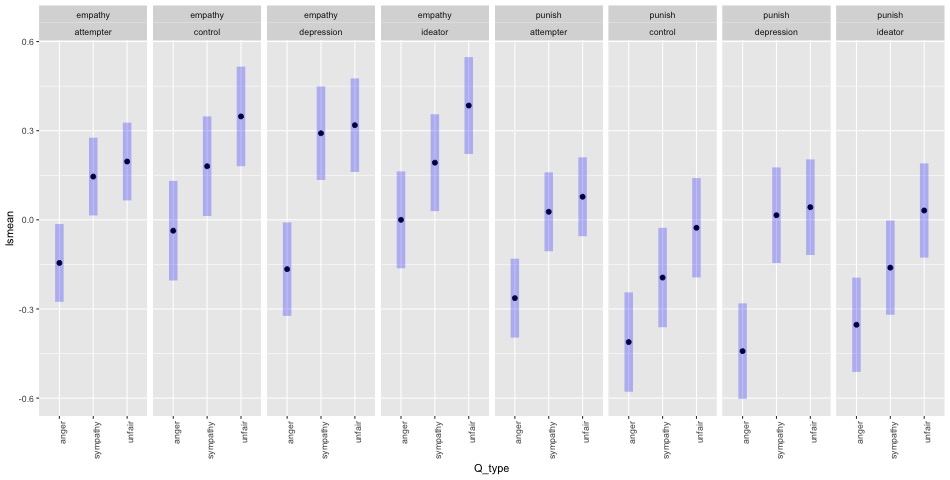 empathy empathy empathy empathy punish punish punish punish
attempter control depression ideator attempter control depression ideator
0.6
0.3
0.0
-0.3
-0.6
lsmean
anger sympathy unfair anger sympathy unfair anger sympathy unfair anger sympathy unfair anger sympathy unfair anger sympathy unfair anger sympathy unfair anger sympathy unfair
Q_type